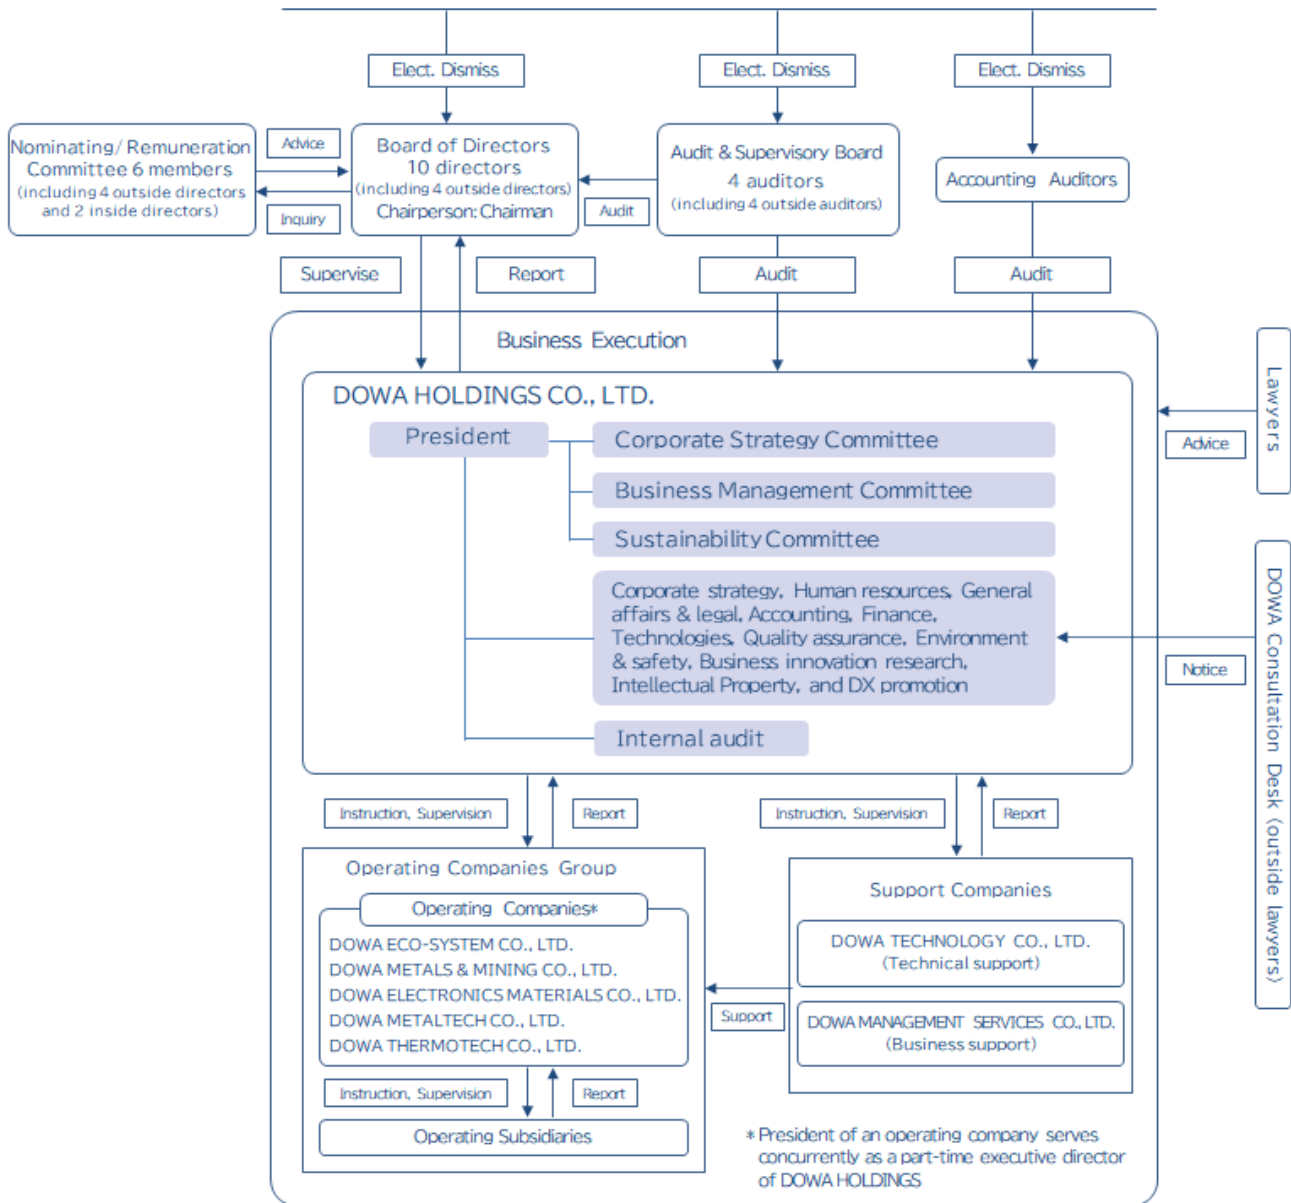 Elect. Dismiss
Elect. Dismiss
Elect. Dismiss
Nominating/Remuneration
Committee 6 members
(including 4 outside directors
and 2 inside directors)
Advice
Inquiry
Board of Directors
10 directors
(including 4 outside directors)
Chairperson: Chairman
Audit
Audit & Supervisory Board
4 auditors
(including 4 outside auditors)
Accounting Auditors
Supervise
Report
Audit
Audit
Business Execution
DOWA HOLDINGS CO., LTD.
President
Corporate Strategy Committee
Business Management Committee
Sustainability Committee
Corporate strategy, Human resources, General
affairs & legal, Accounting, Finance,
Technologies, Quality assurance, Environment
& safety, Business innovation research,
Intellectual Property, and DX promotion
Internal audit
Lawyers
Advice
DOWA Consultation Desk (outside lawyers)
Notice
Instruction, Supervision
Report
Instruction, Supervision
Report
Operating Companies Group
Operating Companies*
DOWA ECO-SYSTEM CO., LTD.
DOWA METALS & MINING CO., LTD.
DOWA ELECTRONICS MATERIALS CO., LTD.
DOWA METALTECH CO., LTD.
DOWA THERMOTECH CO., LTD.
Instruction, Supervision
Report
Operating Subsidiaries
Support
Support Companies
DOWA TECHNOLOGY CO., LTD.
(Technical support)
DOWA MANAGEMENT SERVICES CO., LTD.
(Business support)
* President of an operating company serves
concurrently as a part-time executive director
of DOWA HOLDINGS